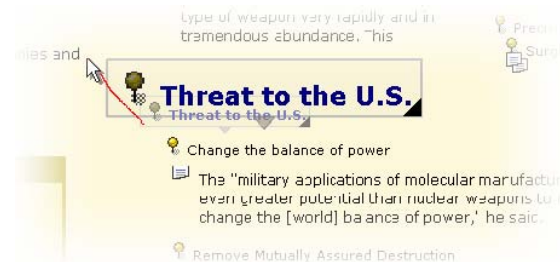 type of weapon very rapidly and in
tremendous abundance. This
Preci
Surg
nies and
Threat to the U.S.
Threat to the U.S.
Change the balance of power
The "military applications of molecular manufactu
even greater potential than nuclear weapons to
change the [world] balance of power," he said.
Remove Mutually Assured Destruction